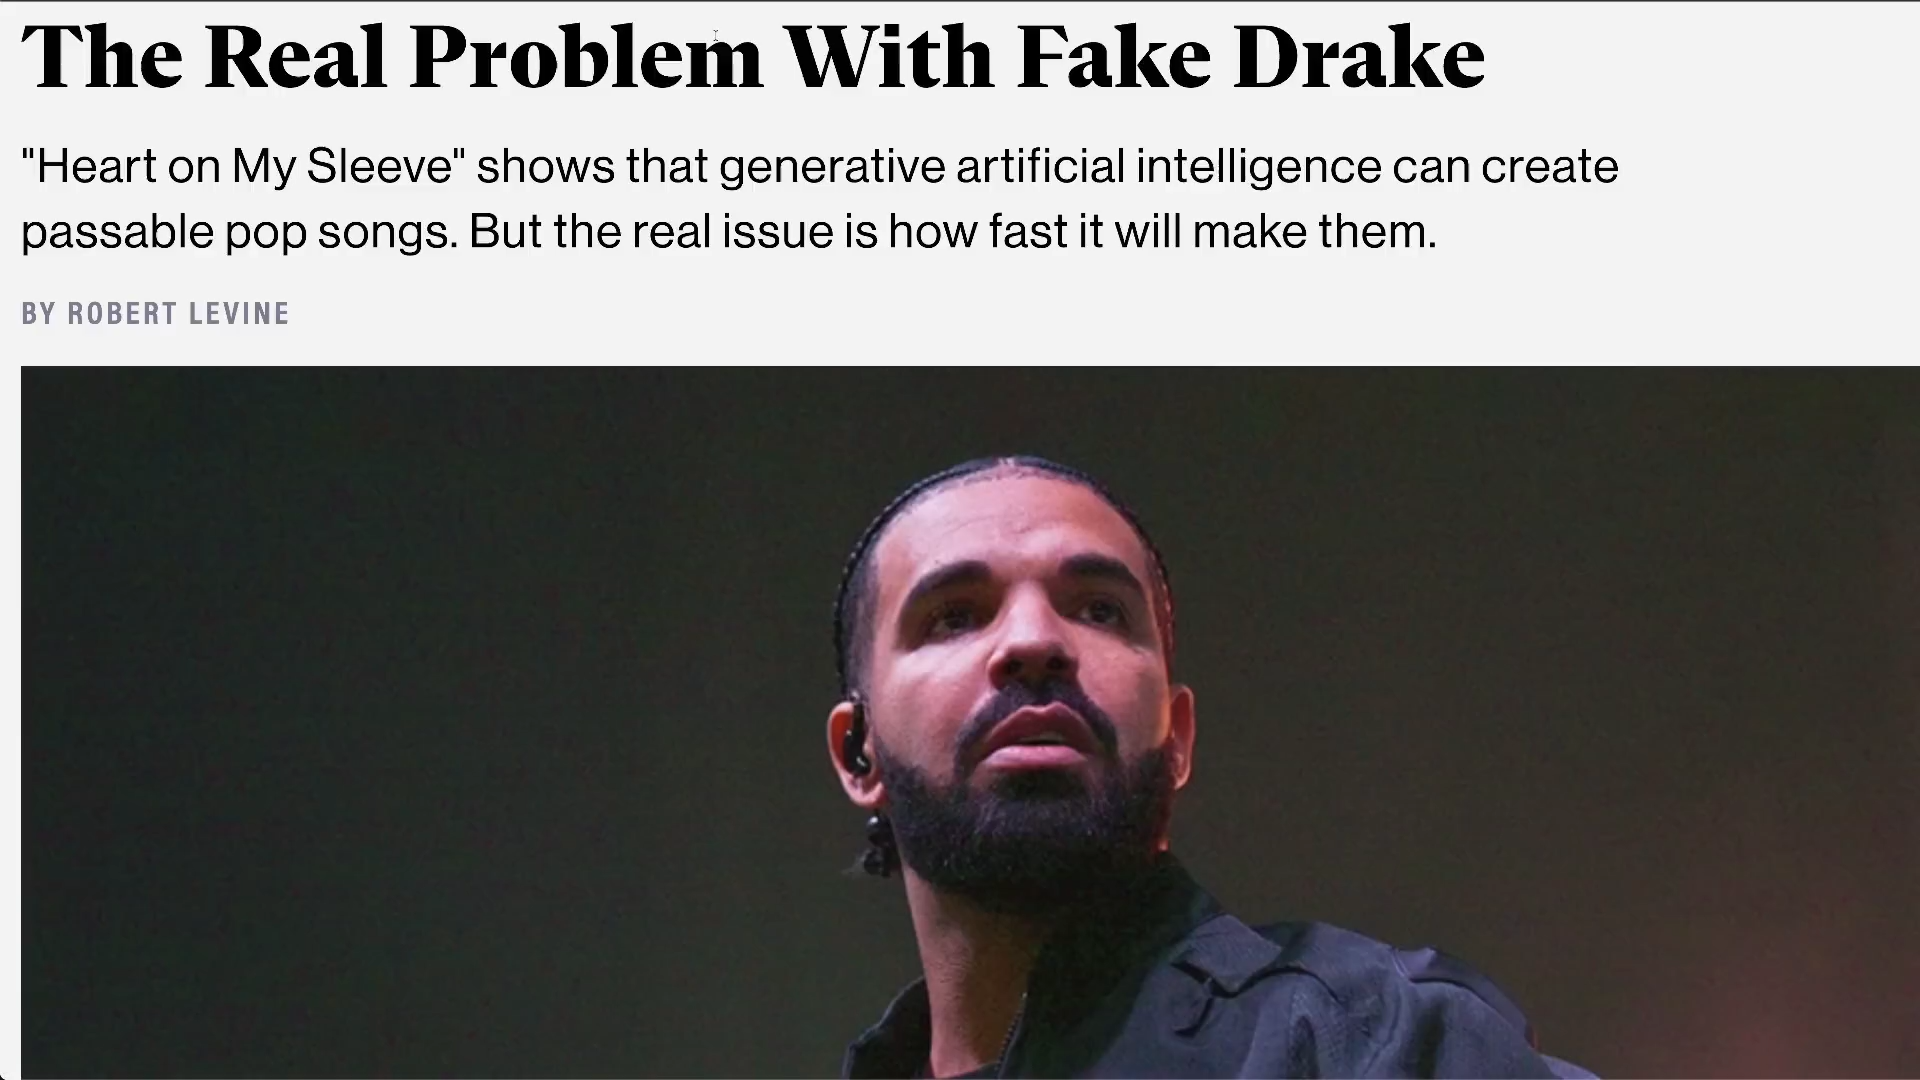 The Real Problem With Fake Drake
"Heart on My Sleeve" shows that generative artificial intelligence can create
passable pop songs. But the real issue is how fast it will make them.
BY ROBERT LEVINE